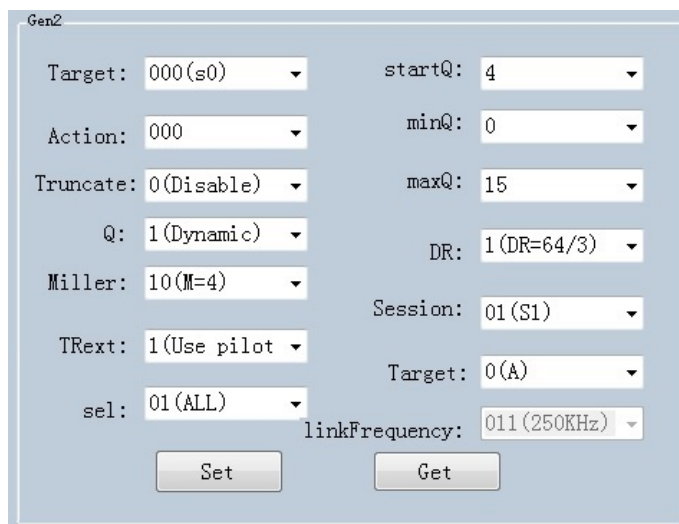 Gen2
Target: 000(s0)
startQ: 4
Action: 000
minQ: 0
Truncate: 0(Disable)
maxQ: 15
Q: 1(Dynamic)
DR: 1(DR=64/3)
Miller: 10(M=4)
Session: 01(S1)
TRext: 1(Use pilot
Target: 0(A)
sel: 01(ALL)
linkFrequency: 011(250KHz)
Set
Get